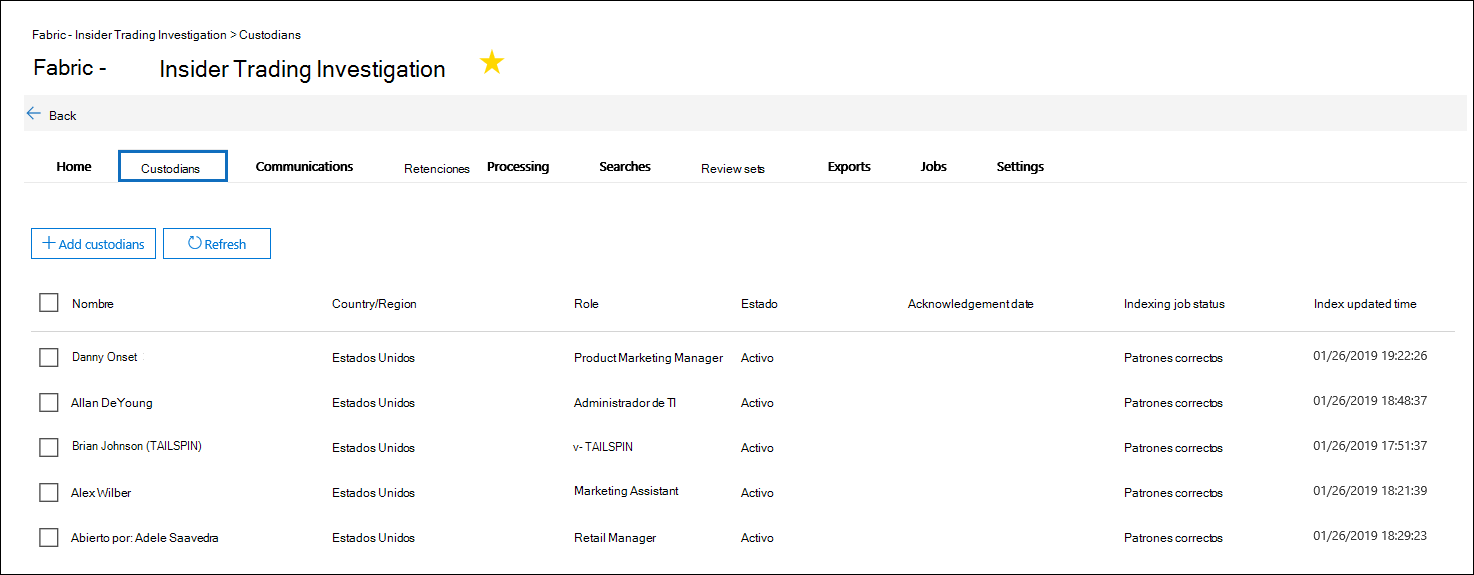 Fabric - Insider Trading Investigation > Custodians
Fabric - Insider Trading Investigation
Back
Home Custodians Communications Retenciones Processing Searches Review sets Exports Jobs Settings
Add custodians Refresh
Nombre Country/Region Role Estado Acknowledgement date Indexing job status Index updated time
Danny Onset Estados Unidos Product Marketing Manager Activo Patrones correctos 01/26/2019 19:22:26
Allan DeYoung Estados Unidos Administrador de TI Activo Patrones correctos 01/26/2019 18:48:37
Brian Johnson (TAILSPIN) Estados Unidos v- TAILSPIN Activo Patrones correctos 01/26/2019 17:51:37
Alex Wilber Estados Unidos Marketing Assistant Activo Patrones correctos 01/26/2019 18:21:39
Abierto por: Adele Saavedra Estados Unidos Retail Manager Activo Patrones correctos 01/26/2019 18:29:23